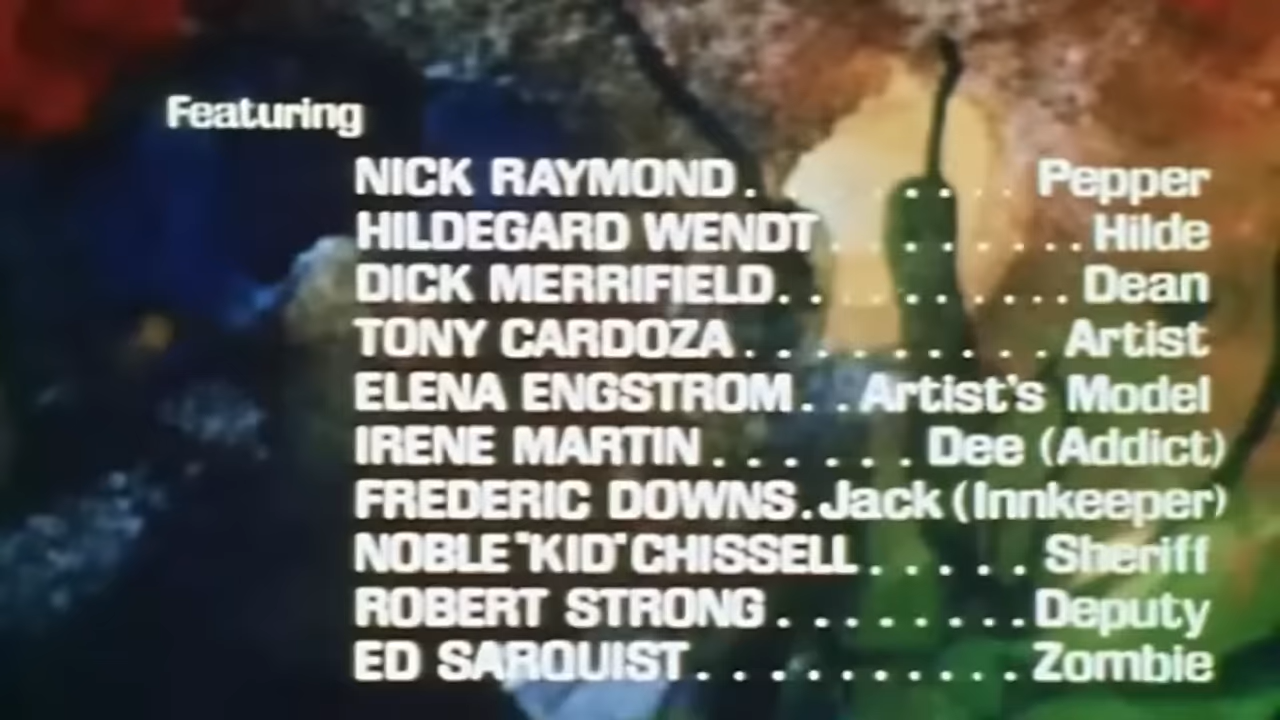 Featuring
NICK RAYMOND. . . . . . Pepper
HILDEGARD WENDT. . . . . . . . . Hilde
DICK MERRIFIELD. . . . . . . . . . Dean
TONY CARDOZA. . . . . . . . . . Artist
ELENA ENGSTROM. . Artist's Model
IRENE MARTIN. . . . . . . Dee (Addict)
FREDERIC DOWNS. Jack (Innkeeper)
NOBLE "KID" CHISSELL. . . . . Sheriff
ROBERT STRONG. . . . . . . . . Deputy
ED SARQUIST. . . . . . . . . . Zombie